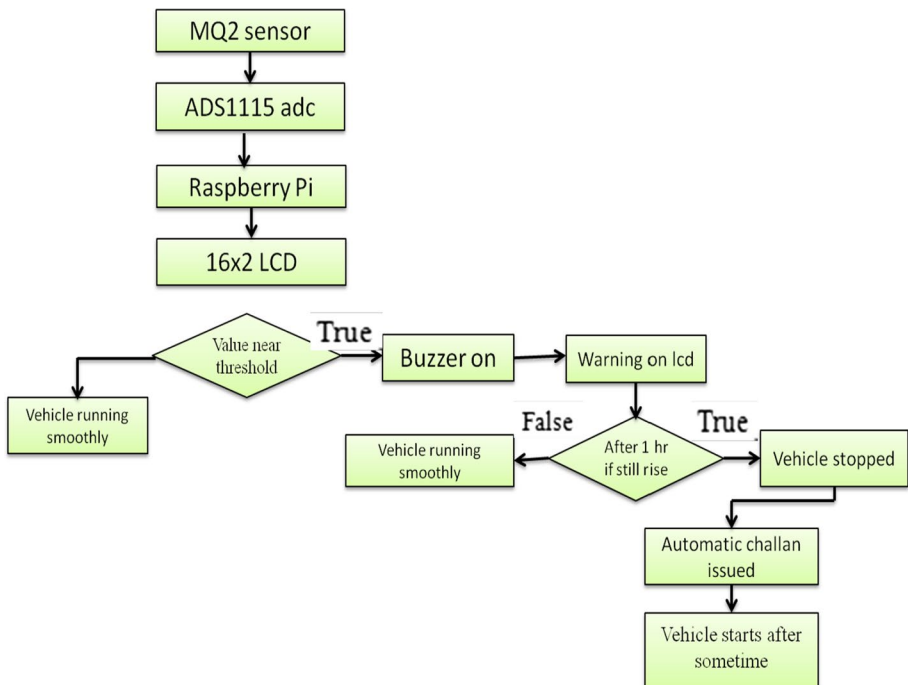 MQ2 sensor
ADS1115 adc
Raspberry Pi
16x2 LCD
Value near
threshold
True
Buzzer on
Warning on lcd
Vehicle running
smoothly
After 1 hr
if still rise
False
Vehicle running
smoothly
True
Vehicle stopped
Automatic challan
issued
Vehicle starts after
sometime